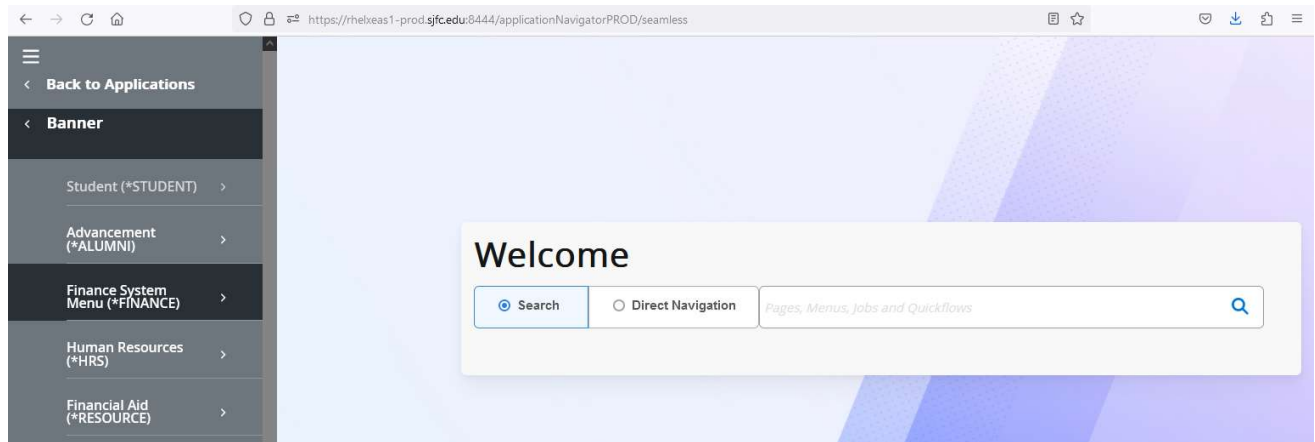 https://rhelxeas1-prod.sjfc.edu:8444/applicationNavigatorPROD/seamless
Back to Applications
Banner
Student (*STUDENT)
Advancement
(*ALUMNI)
Finance System
Menu (*FINANCE)
Human Resources
(*HRS)
Financial Aid
(*RESOURCE)
Welcome
Search
Direct Navigation
Pages, Menus, Jobs and Quickflows